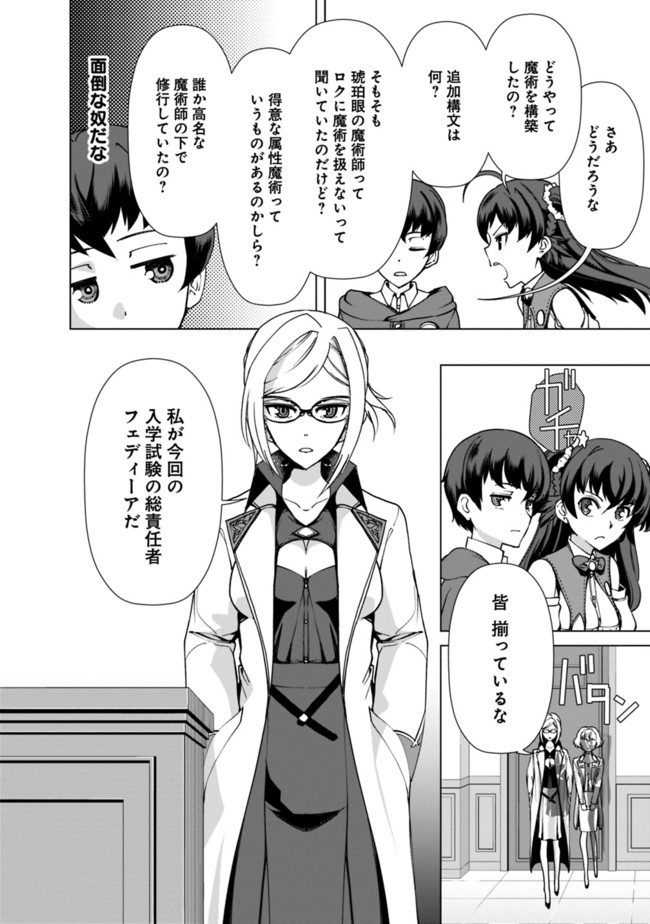 どうやって
魔術を構築
したの？
さあ
どうだろうな
追加構文は
何？
そもそも
琥珀眼の魔術師って
ロクに魔術を扱えないって
聞いていたのだけど？
得意な属性魔術って
いうものがあるのかしら？
誰か高名な
魔術師の下で
修行していたの？
面倒な奴だな
ガチャ
皆 揃っているな
バタン
私が今回の
入学試験の総責任者
フェディーアだ